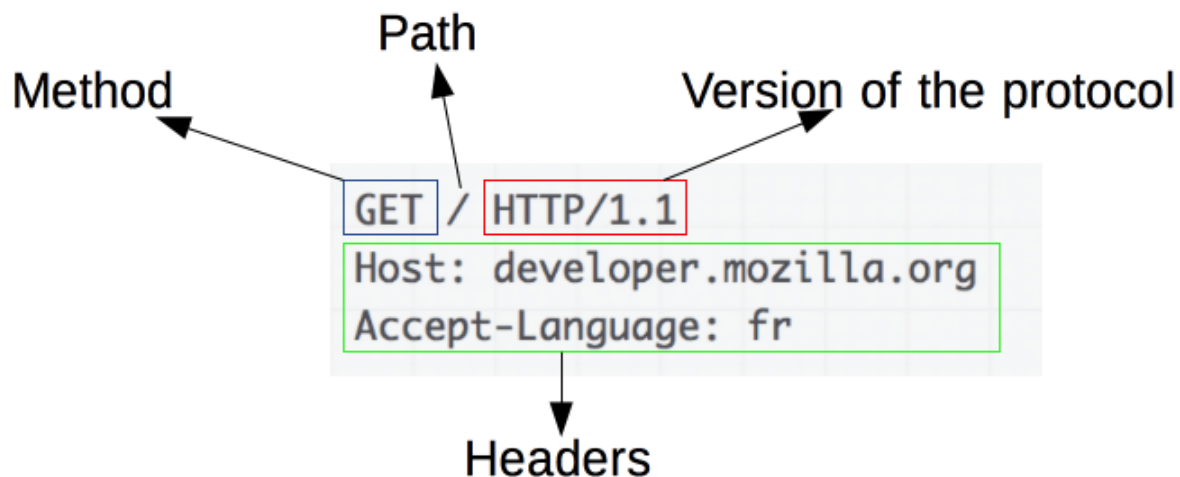 Path
Method
Version of the protocol
GET / HTTP/1.1
Host: developer.mozilla.org
Accept-Language: fr
Headers